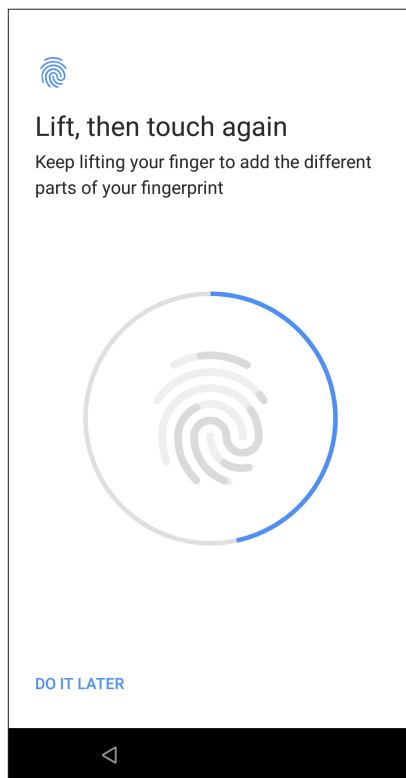 Lift, then touch again
Keep lifting your finger to add the different
parts of your fingerprint
DO IT LATER